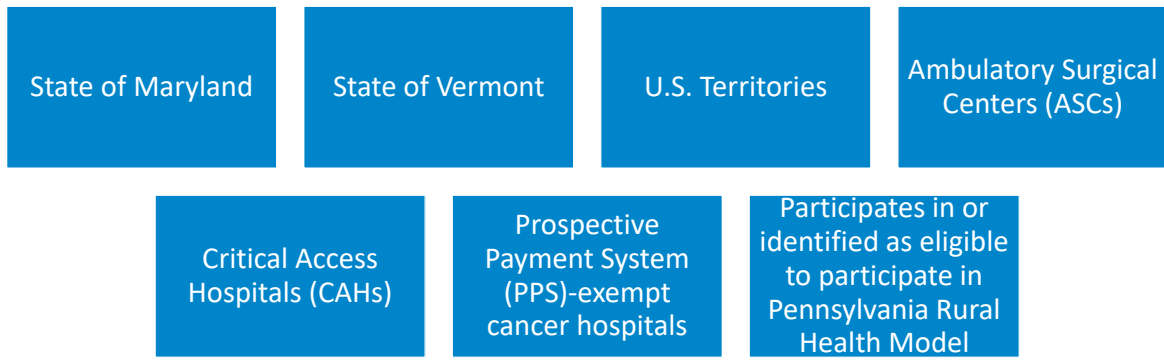 State of Maryland
State of Vermont
U.S. Territories
Ambulatory Surgical
Centers (ASCs)
Critical Access
Hospitals (CAHs)
Prospective
Payment System
(PPS)-exempt
cancer hospitals
Participates in or
identified as eligible
to participate in
Pennsylvania Rural
Health Model